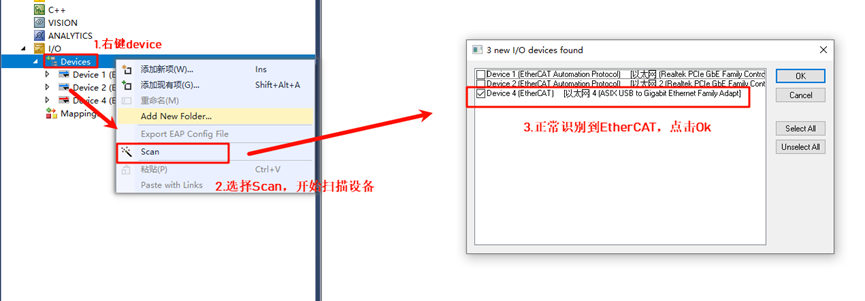 C++
VISION
ANALYTICS
I/O
1.右键device
Devices
Device 1 (E
Device 2 (E
Device 4 (E
Mapping
添加新项(W)... Ins
添加现有项(G)... Shift+Alt+A
重命名(M)
Add New Folder...
Export EAP Config File
Scan
粘贴(P) Ctrl+V
Paste with Links
2.选择Scan，开始扫描设备
3 new I/O devices found
Device 1 (EtherCAT Automation Protocol) [以太网 (Realtek PCIe GbE Family Contro
Device 2 (EtherCAT Automation Protocol) [以太网 2 (Realtek PCIe GbE Family Cont
Device 4 (EtherCAT) [以太网 4 (ASIX USB to Gigabit Ethernet Family Adapt]
3.正常识别到EtherCAT，点击Ok
OK
Cancel
Select All
Unselect All